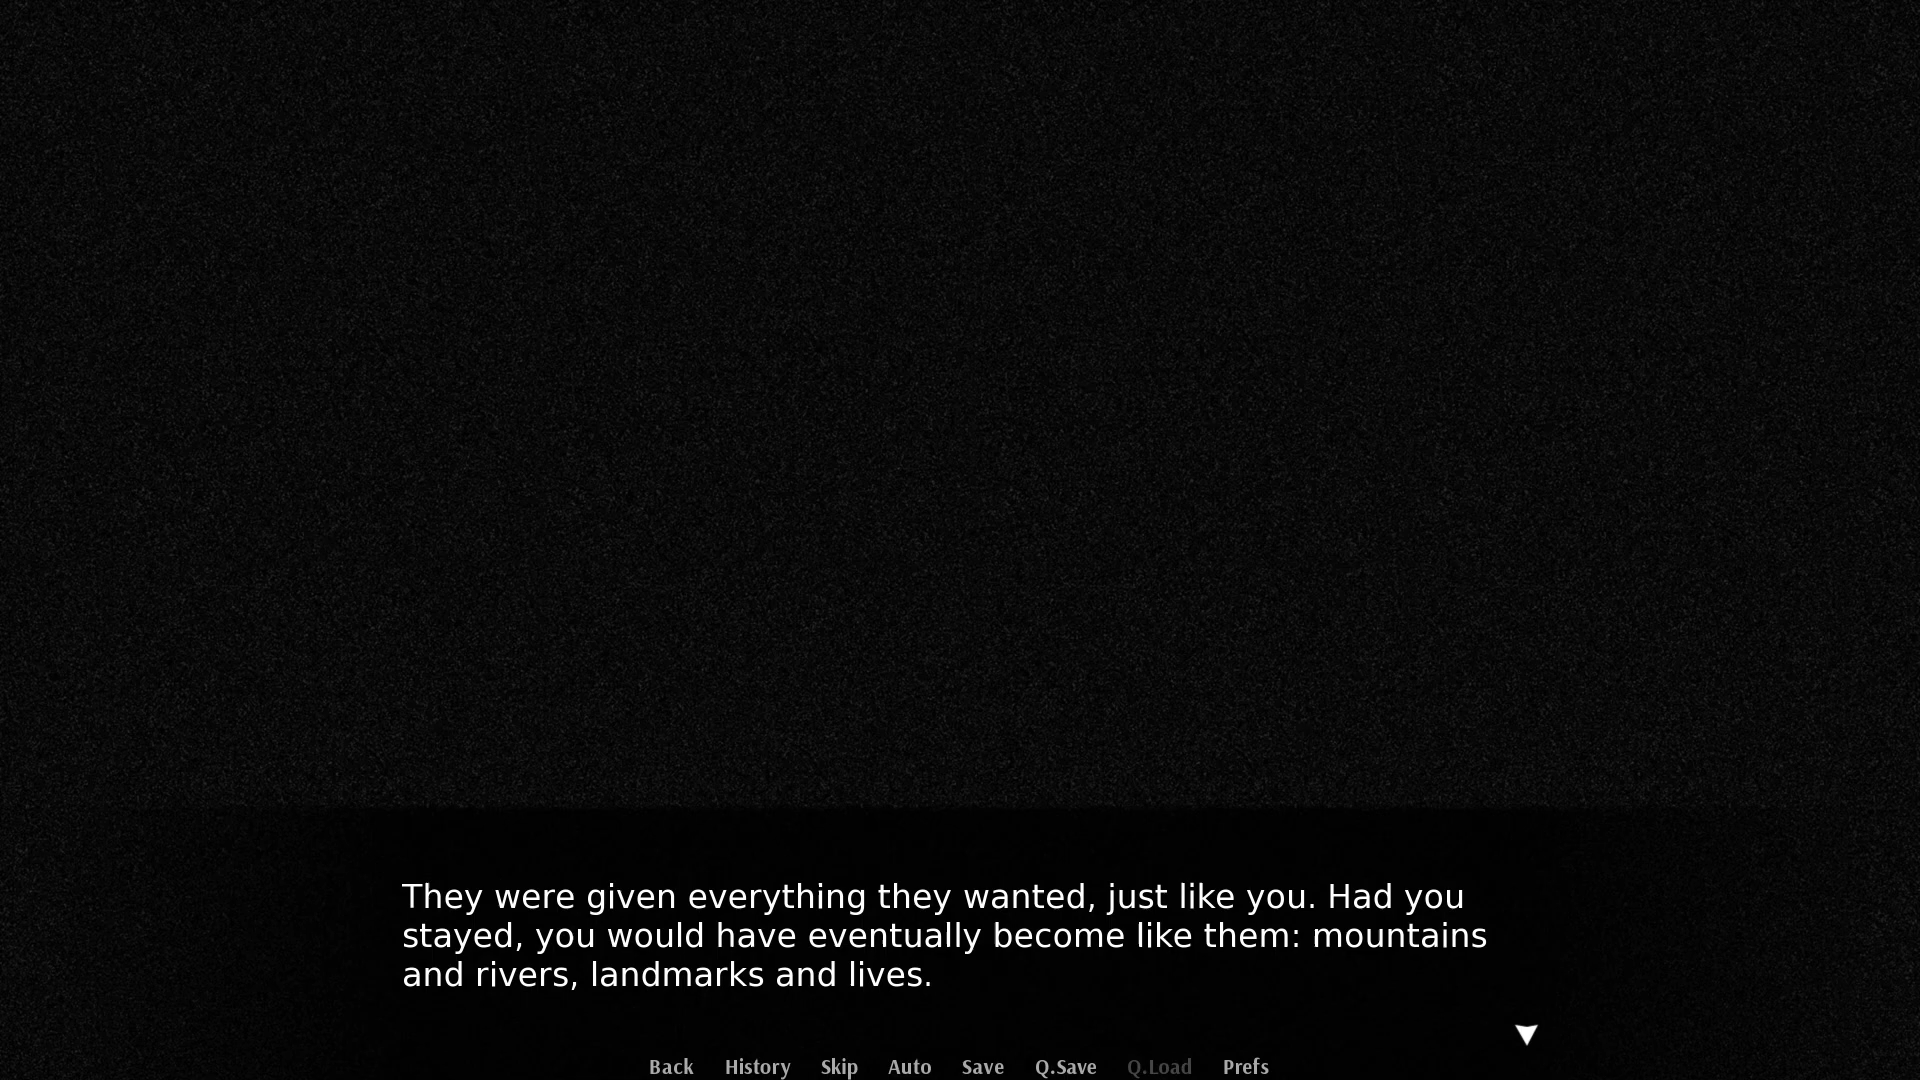 They were given everything they wanted, just like you. Had you
stayed, you would have eventually become like them: mountains
and rivers, landmarks and lives.
Back History Skip Auto Save Q.Save Q.Load Prefs